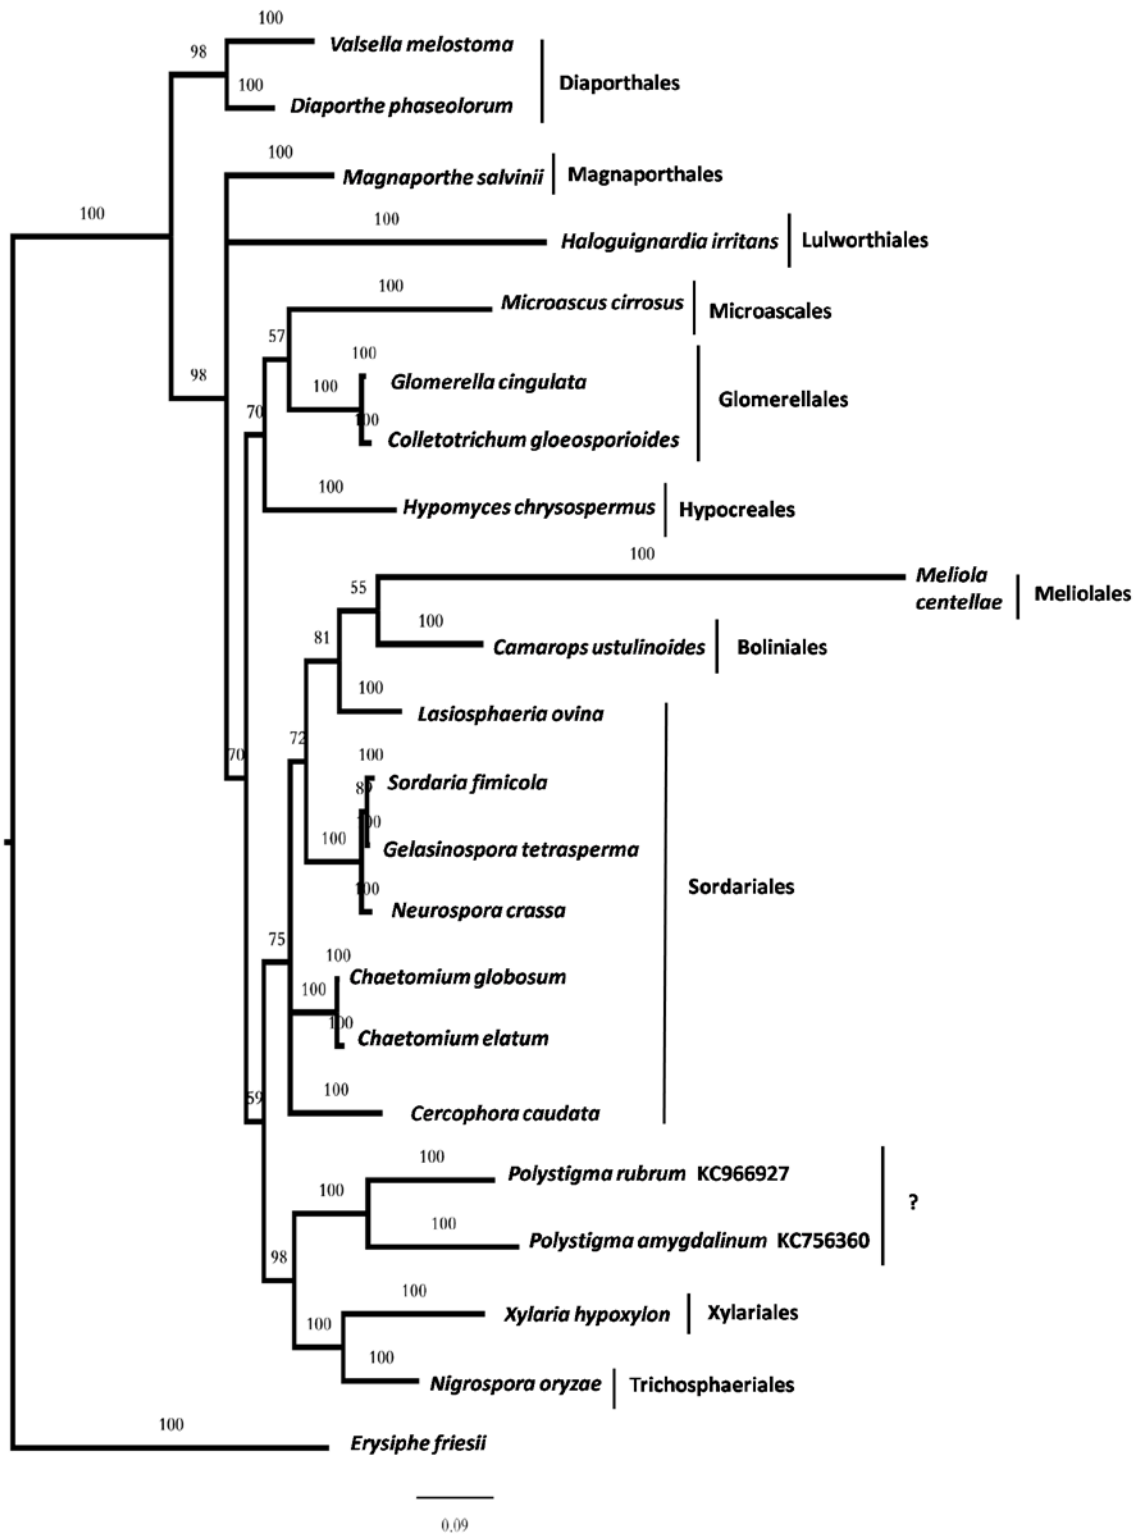 100
Valsella melostoma
98
100
Diaporthales
Diaporthe phaseolorum
100
Magnaporthe salvinii
Magnaporthales
100
100
Haloguignardia irritans
Lulworthiales
100
Microascus cirrosus
Microascales
57
100
100
Glomerella cingulata
98
Glomerellales
70
100
Colletotrichum gloeosporioides
100
Hypomyces chrysospermus
Hypocreales
100
55
Meliola
centellae
Meliolales
100
81
Camarops ustulinoides
Boliniales
100
Lasiosphaeria ovina
72
70
100
Sordaria fimicola
100
100
Gelasinospora tetrasperma
Sordariales
100
Neurospora crassa
75
100
Chaetomium globosum
100
100
Chaetomium elatum
59
100
Cercophora caudata
100
Polystigma rubrum KC966927
100
?
100
Polystigma amygdalinum KC756360
98
100
Xylaria hypoxylon
Xylariales
100
100
Nigrospora oryzae
Trichosphaeriales
100
Erysiphe friesii
0.09